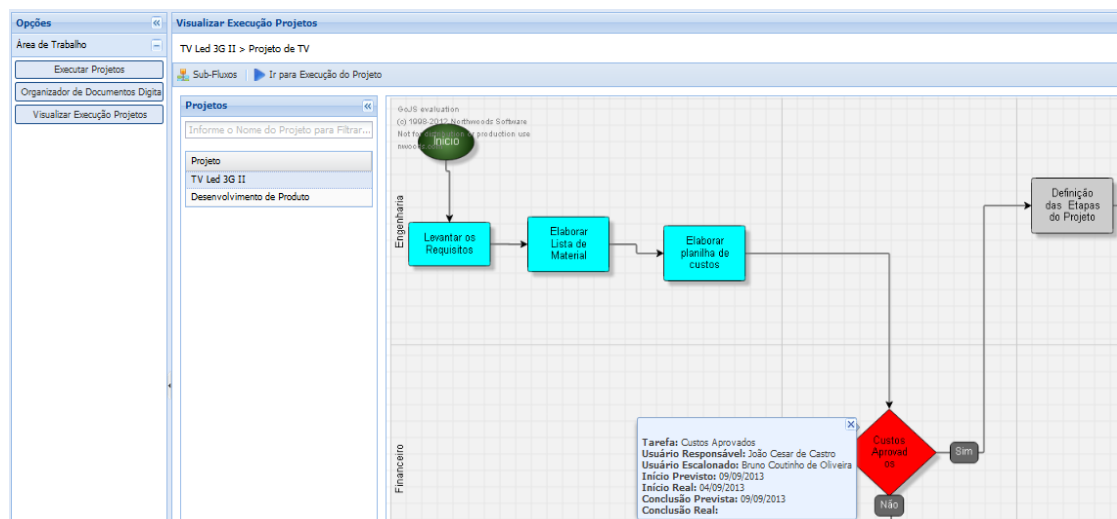 Opções
Área de Trabalho
Executar Projetos
Organizador de Documentos Digita
Visualizar Execução Projetos
Visualizar Execução Projetos
TV Led 3G II > Projeto de TV
Sub-Fluxos
Ir para Execução do Projeto
Projetos
Informe o Nome do Projeto para Filtrar...
Projeto
TV Led 3G II
Desenvolvimento de Produto
GoJS evaluation
(c) 1998-2012 Northwoods Software
Not for distribution or production use
nwoods.com
Início
Engenharia
Levantar os
Requisitos
Elaborar
Lista de
Material
Elaborar
planilha de
custos
Definição
das Etapas
do Projeto
Financeiro
Tarefa: Custos Aprovados
Usuário Responsável: João Cesar de Castro
Usuário Escalonado: Bruno Coutinho de Oliveira
Início Previsto: 09/09/2013
Início Real: 04/09/2013
Conclusão Prevista: 09/09/2013
Conclusão Real:
Custos
Aprovad
os
Sim
Não